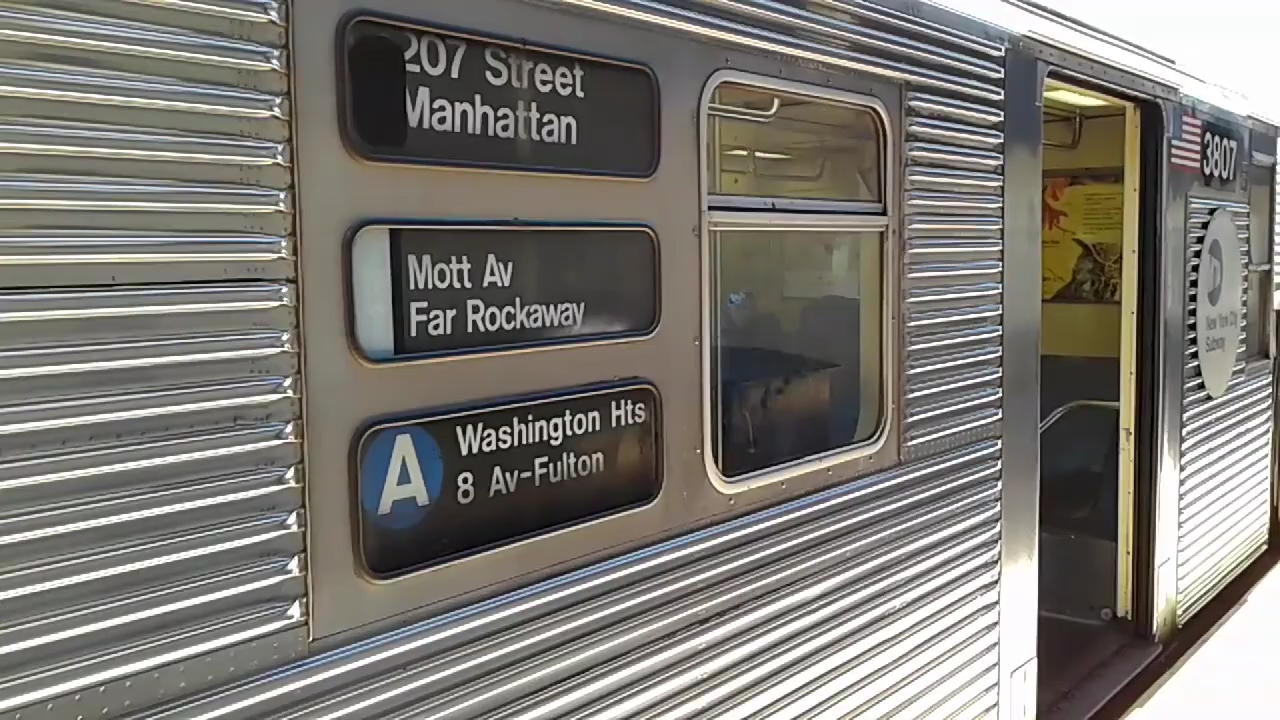 207 Street
Manhattan
Mott Av
Far Rockaway
A
Washington Hts
8 Av-Fulton
3807
New York City
Subway